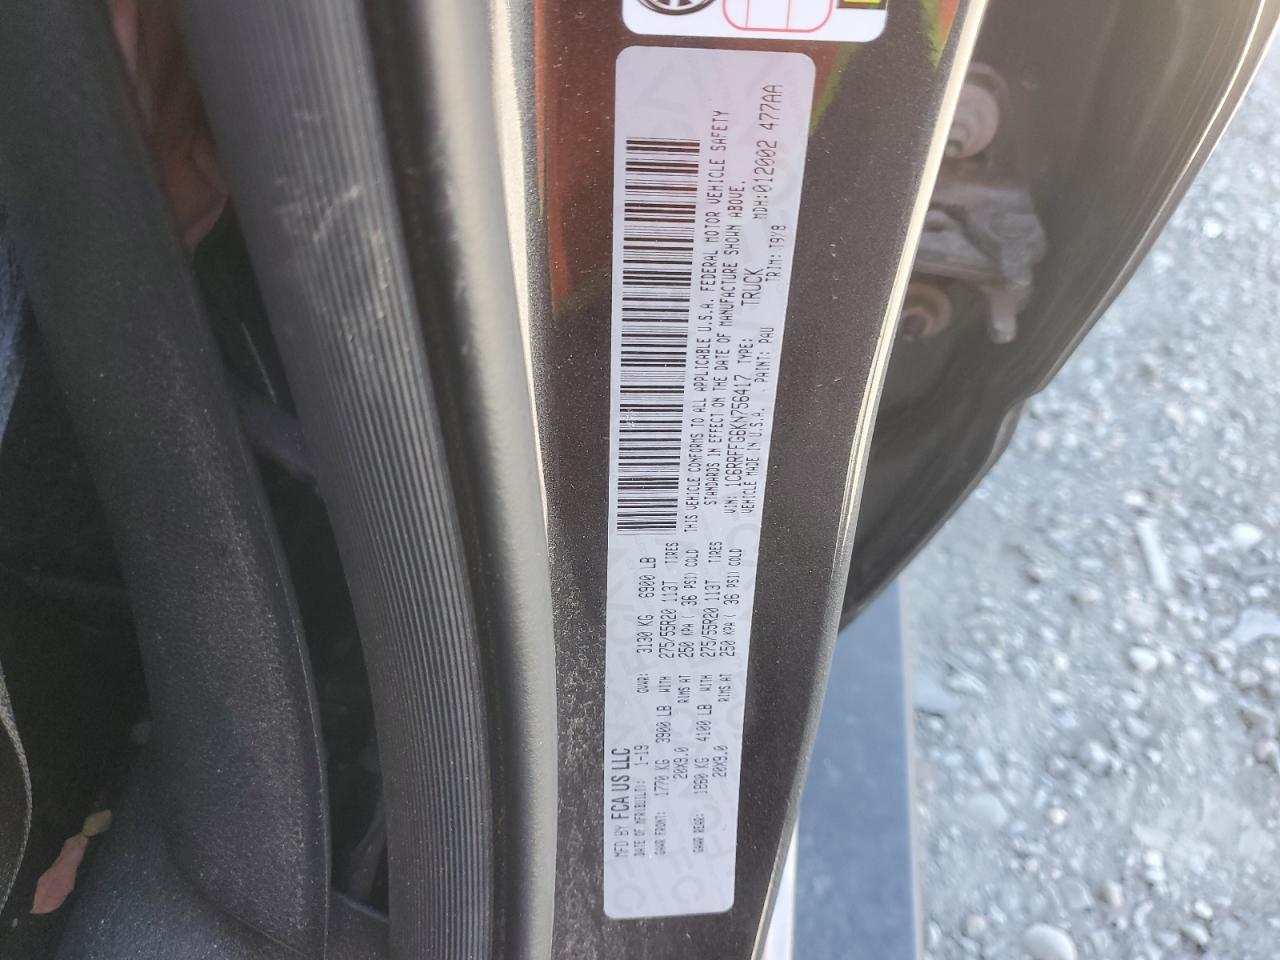 MFD BY FCA US LLC
DATE OF MFR(BUILD): 1-19 GVWR: 3130 KG 6900 LB
GAWR FRONT: 1770 KG 3900 LB WITH 275/55R20 113T TIRES
20X9.0 RIMS AT 250 KPA ( 36 PSI) COLD
GAWR REAR: 1860 KG 4100 LB WITH 275/55R20 113T TIRES
20X9.0 RIMS AT 250 KPA ( 36 PSI) COLD
THIS VEHICLE CONFORMS TO ALL APPLICABLE U.S.A. FEDERAL MOTOR VEHICLE SAFETY
STANDARDS IN EFFECT ON THE DATE OF MANUFACTURE SHOWN ABOVE.
VIN: 1C6RRFFG6KN756417 TYPE: TRUCK MDH:012002 477AA
VEHICLE MADE IN U.S.A. PAINT: PAU TRIM: T9X8